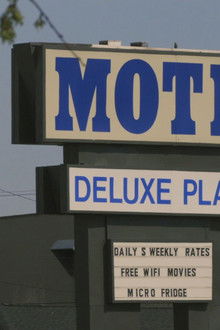 MOT
DELUXE PLA
DAILY S WEEKLY RATES
FREE WIFI MOVIES
MICRO FRIDGE